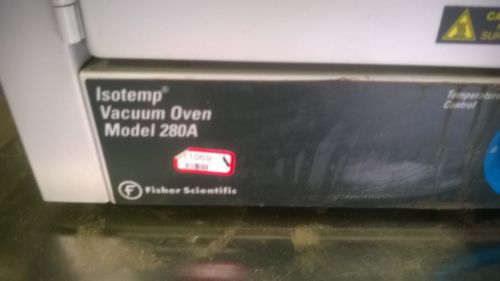 Isotemp®
Vacuum Oven
Model 280A
11069
Fisher Scientific
Temperature
Control